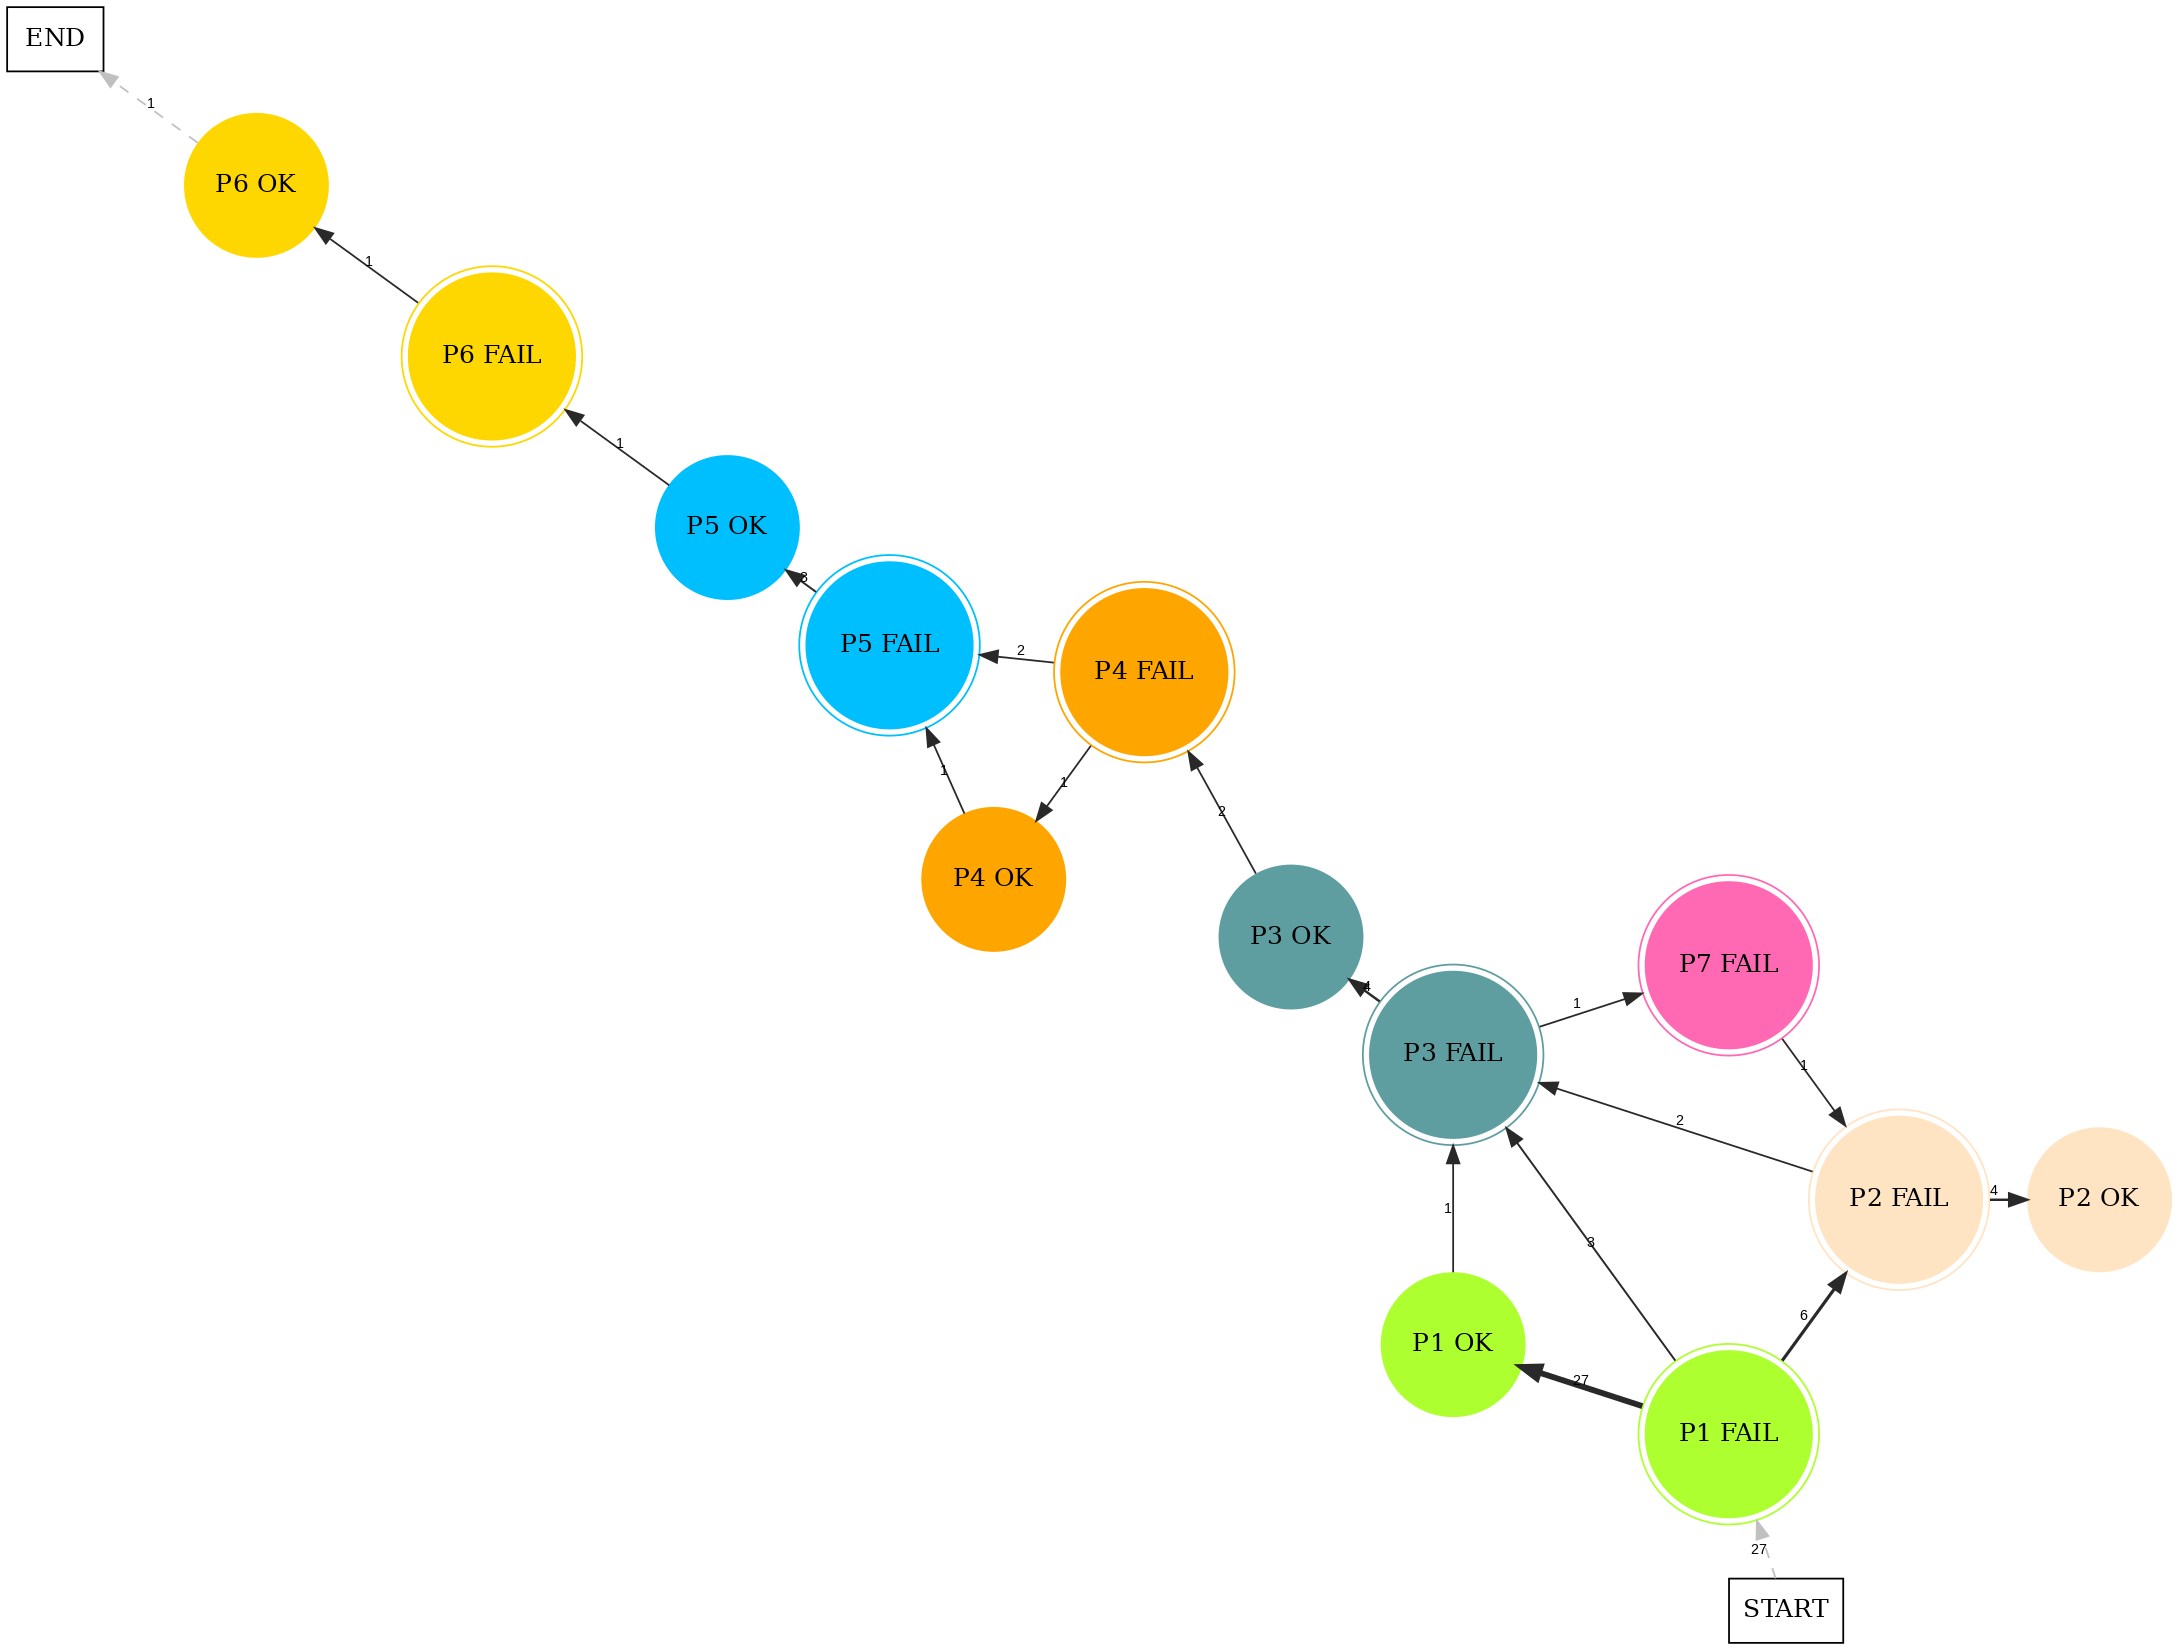 END
1
P6 OK
1
P6 FAIL
1
P5 OK
3
P5 FAIL
2
P4 FAIL
1
1
P4 OK
2
P3 OK
4
P3 FAIL
1
P7 FAIL
1
2
P2 FAIL
4
P2 OK
1
3
6
P1 OK
27
P1 FAIL
27
START